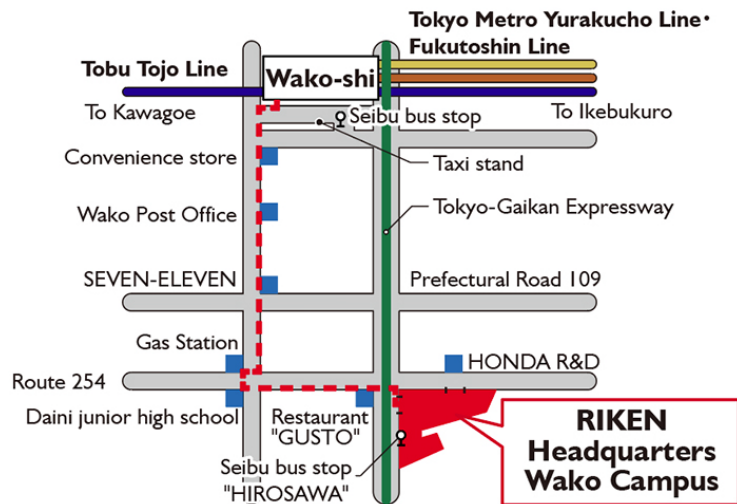 Tokyo Metro Yurakucho Line･
Fukutoshin Line
Tobu Tojo Line
Wako-shi
To Kawagoe
Seibu bus stop
To Ikebukuro
Convenience store
Taxi stand
Wako Post Office
Tokyo-Gaikan Expressway
SEVEN-ELEVEN
Prefectural Road 109
Gas Station
HONDA R&D
Route 254
Daini junior high school
Restaurant
"GUSTO"
Seibu bus stop
"HIROSAWA"
RIKEN
Headquarters
Wako Campus